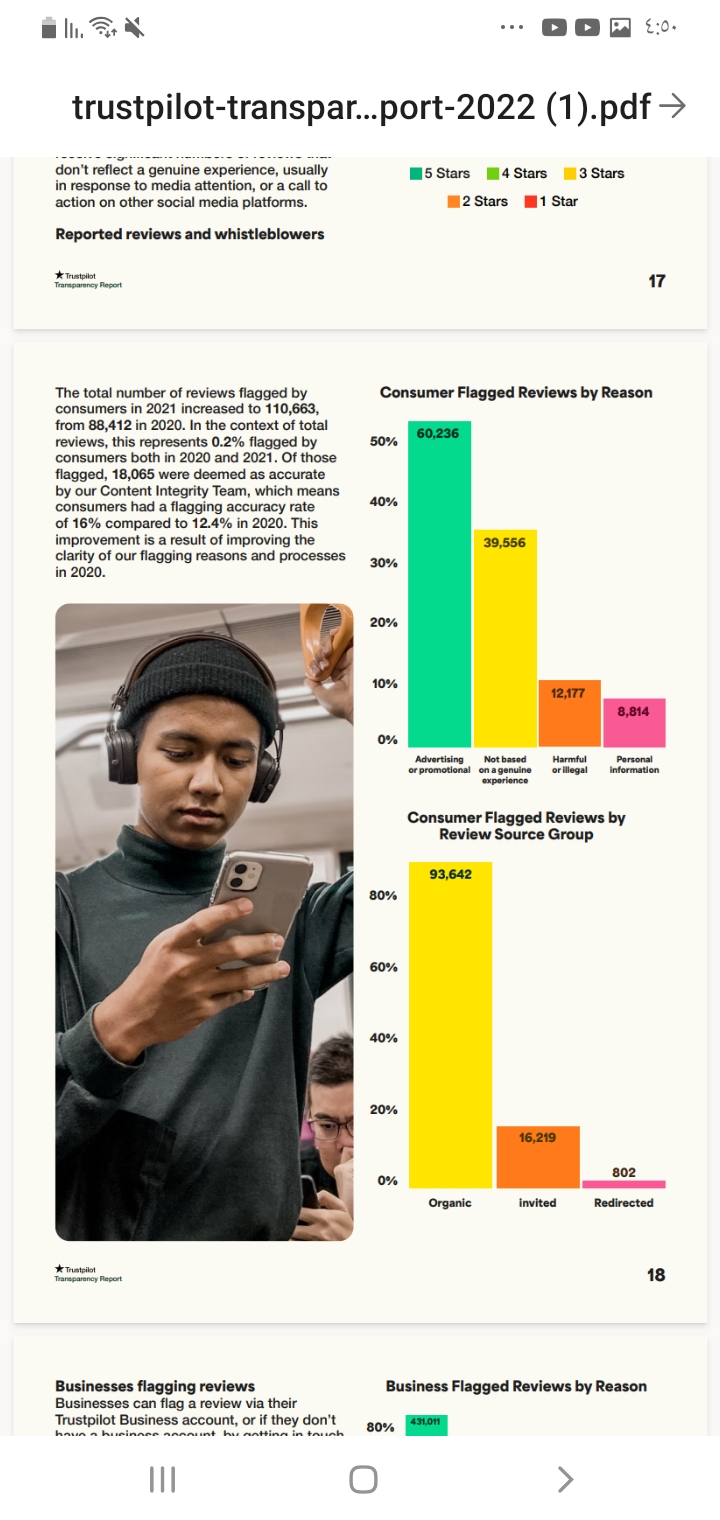 ٤:٥٠
trustpilot-transpar...port-2022 (1).pdf
don't reflect a genuine experience, usually
in response to media attention, or a call to
action on other social media platforms.
Reported reviews and whistleblowers
5 Stars 4 Stars 3 Stars
2 Stars 1 Star
Trustpilot
Transparency Report
17
The total number of reviews flagged by
consumers in 2021 increased to 110,663,
from 88,412 in 2020. In the context of total
reviews, this represents 0.2% flagged by
consumers both in 2020 and 2021. Of those
flagged, 18,065 were deemed as accurate
by our Content Integrity Team, which means
consumers had a flagging accuracy rate
of 16% compared to 12.4% in 2020. This
improvement is a result of improving the
clarity of our flagging reasons and processes
in 2020.
Consumer Flagged Reviews by Reason
60,236
50%
40%
39,556
30%
20%
10%
12,177
8,814
0%
Advertising
or promotional
Not based
on a genuine
experience
Harmful
or illegal
Personal
information
Consumer Flagged Reviews by
Review Source Group
93,642
80%
60%
40%
20%
16,219
802
0%
Organic invited Redirected
Trustpilot
Transparency Report
18
Businesses flagging reviews
Businesses can flag a review via their
Trustpilot Business account, or if they don't
have a business account, by getting in touch
Business Flagged Reviews by Reason
80%
431,011